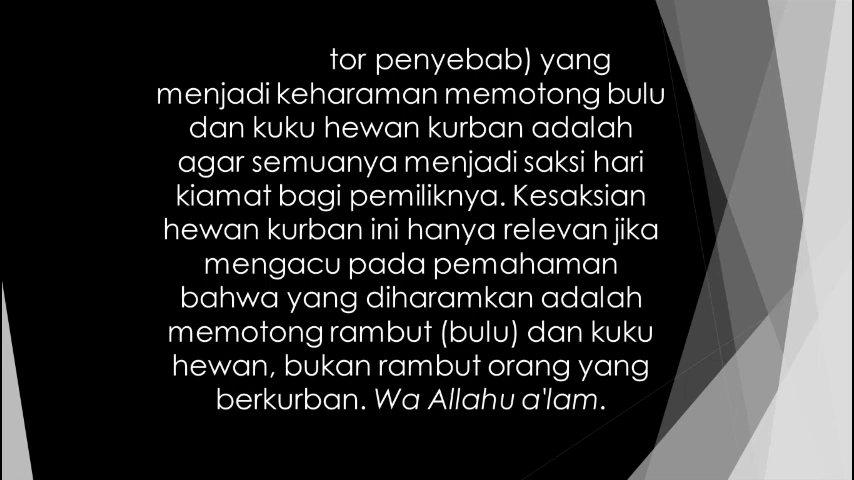 tor penyebab) yang
menjadi keharaman memotong bulu
dan kuku hewan kurban adalah
agar semuanya menjadi saksi hari
kiamat bagi pemiliknya. Kesaksian
hewan kurban ini hanya relevan jika
mengacu pada pemahaman
bahwa yang diharamkan adalah
memotong rambut (bulu) dan kuku
hewan, bukan rambut orang yang
berkurban. Wa Allahu a'lam.